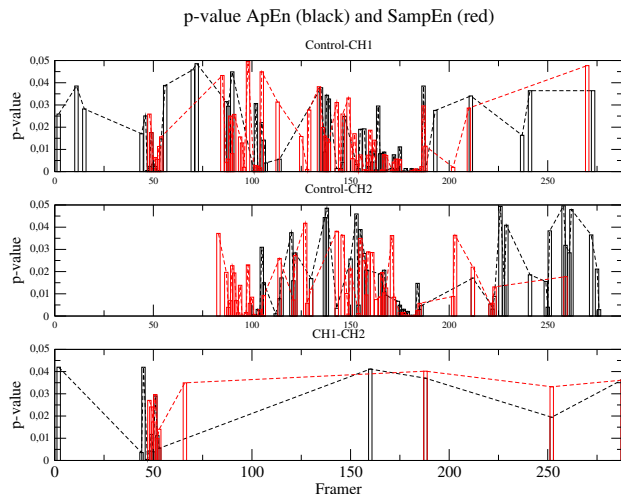 p-value ApEn (black) and SampEn (red)
Control-CH1
0,05
0,04
0,03
0,02
0,01
0
p-value
0 50 100 150 200 250
Control-CH2
0,05
0,04
0,03
0,02
0,01
0
p-value
0 50 100 150 200 250
CH1-CH2
0,05
0,04
0,03
0,02
0,01
0
p-value
0 50 100 150 200 250
Framer